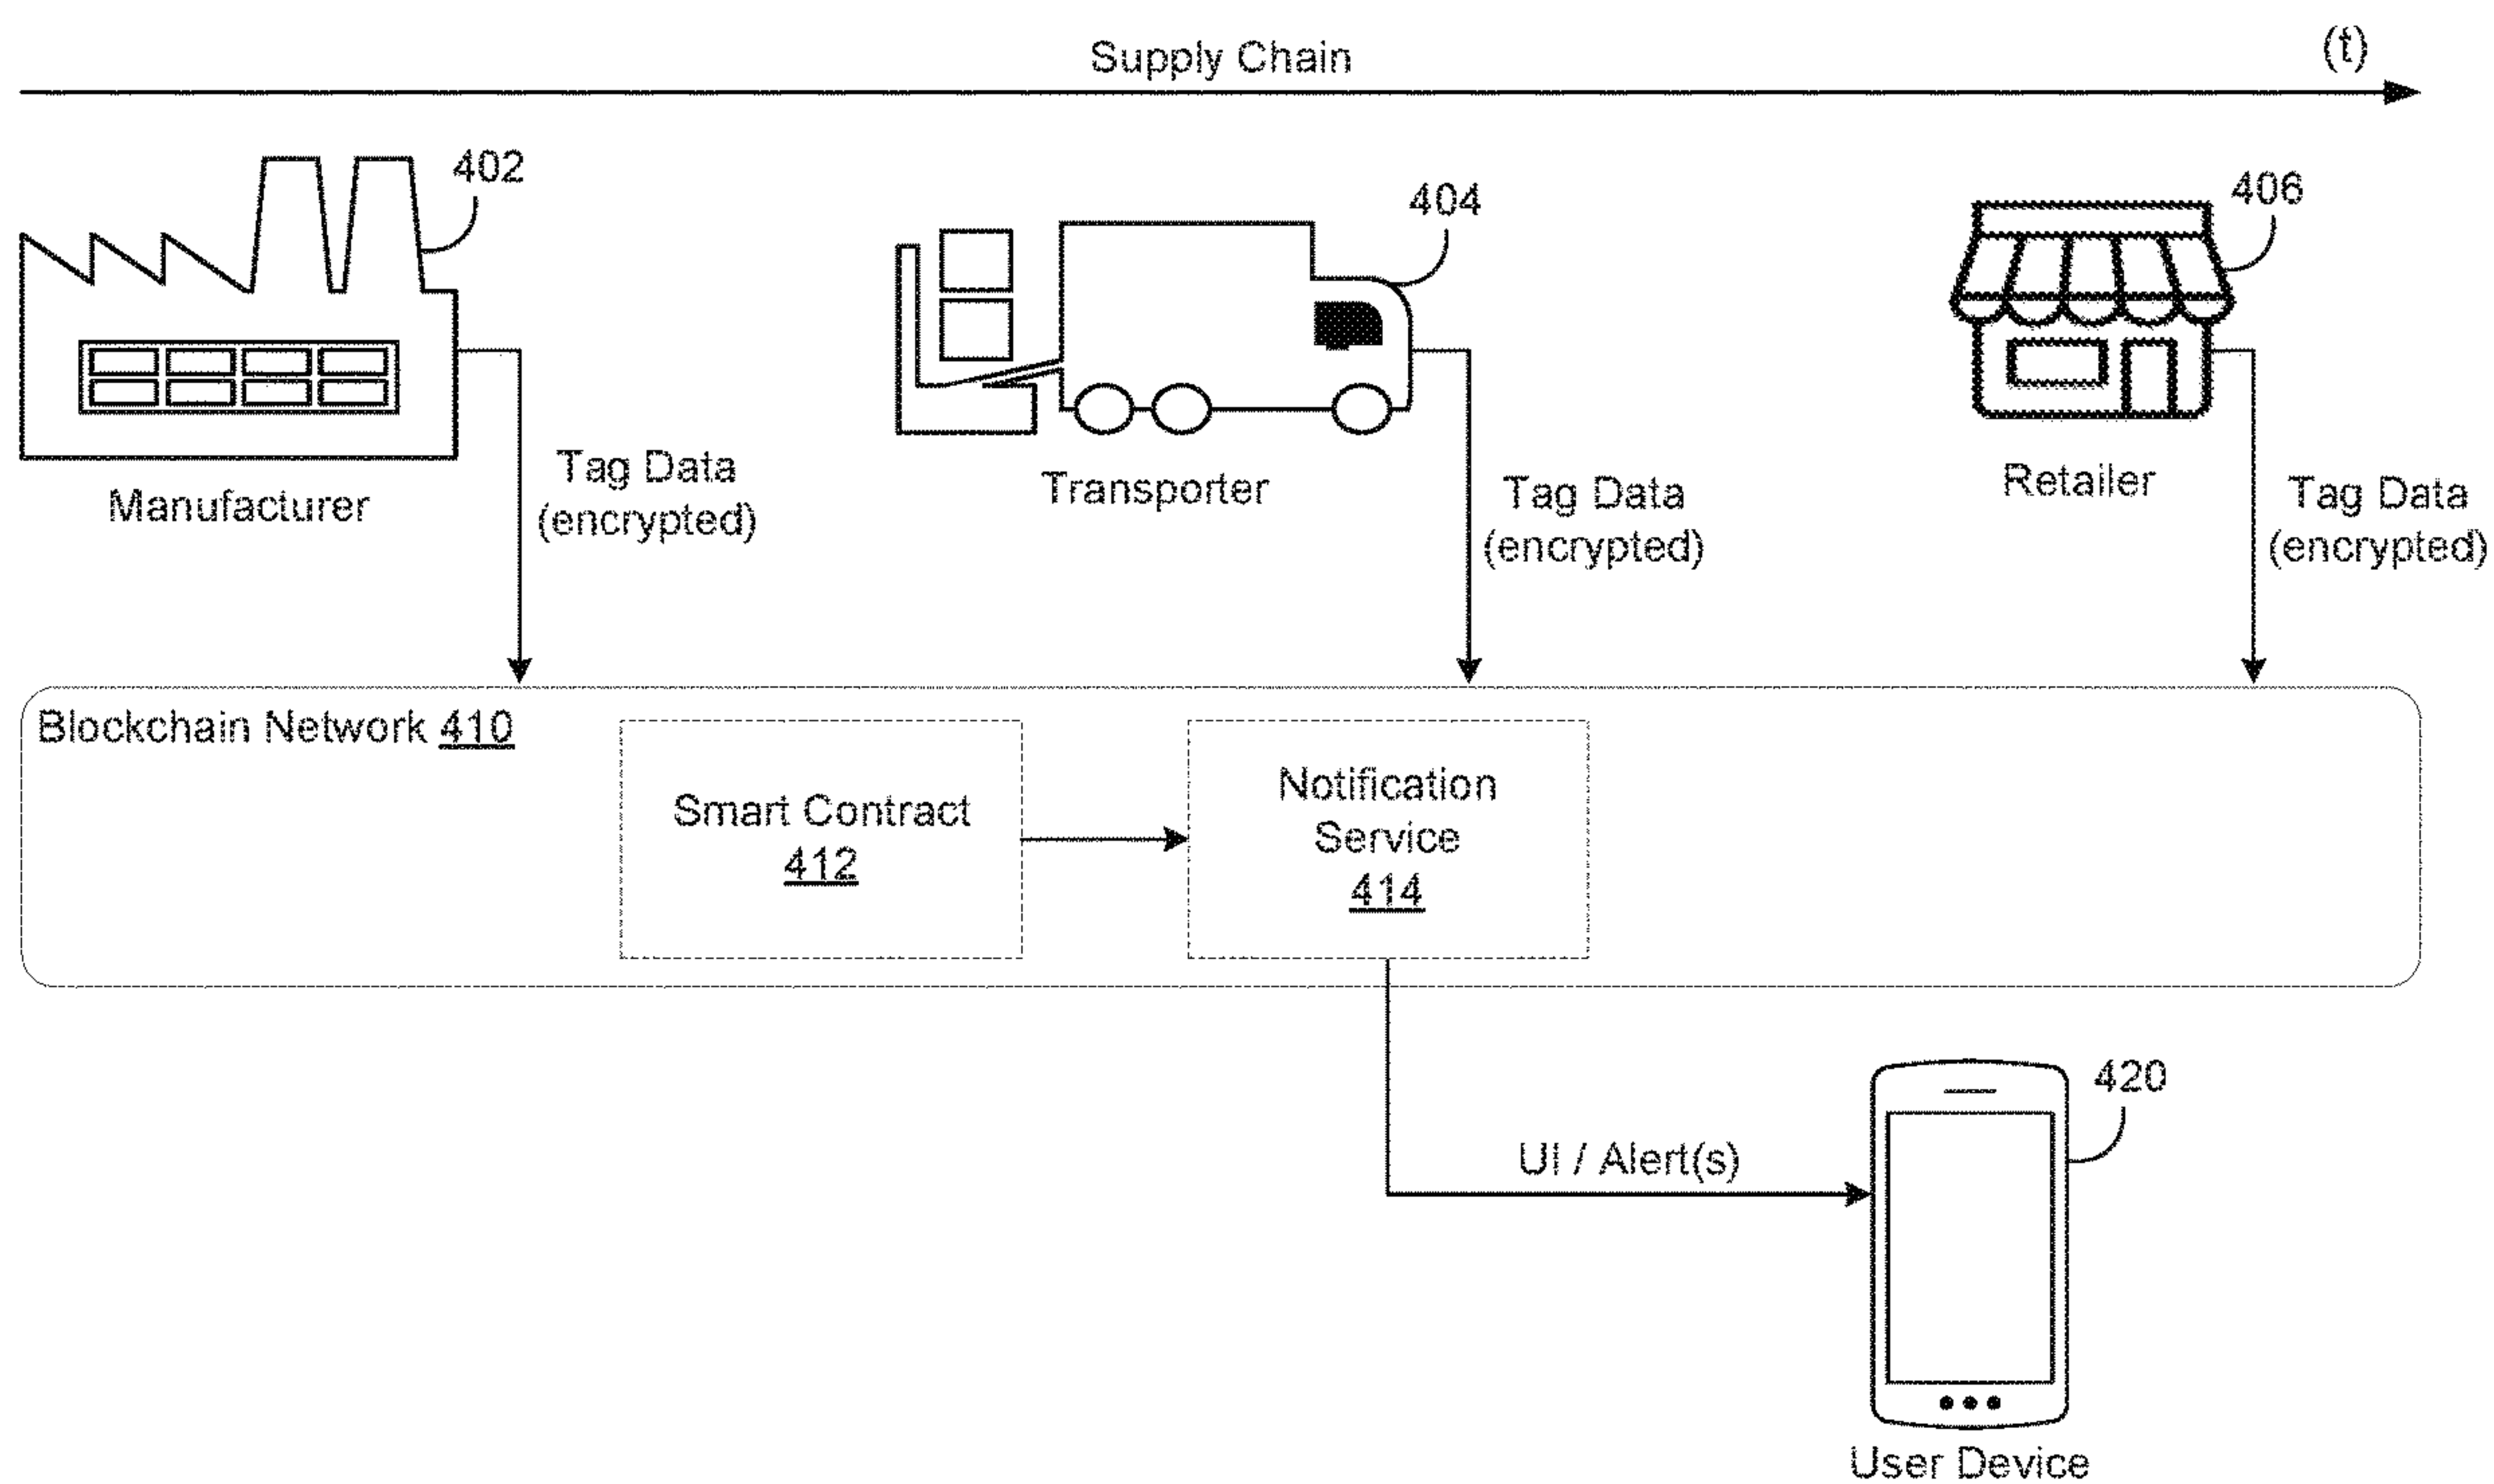 Supply Chain
(t)
402
404
406
Manufacturer
Tag Data
(encrypted)
Transporter
Tag Data
(encrypted)
Retailer
Tag Data
(encrypted)
Blockchain Network 410
Smart Contract
412
Notification
Service
414
UI / Alert(s)
420
User Device